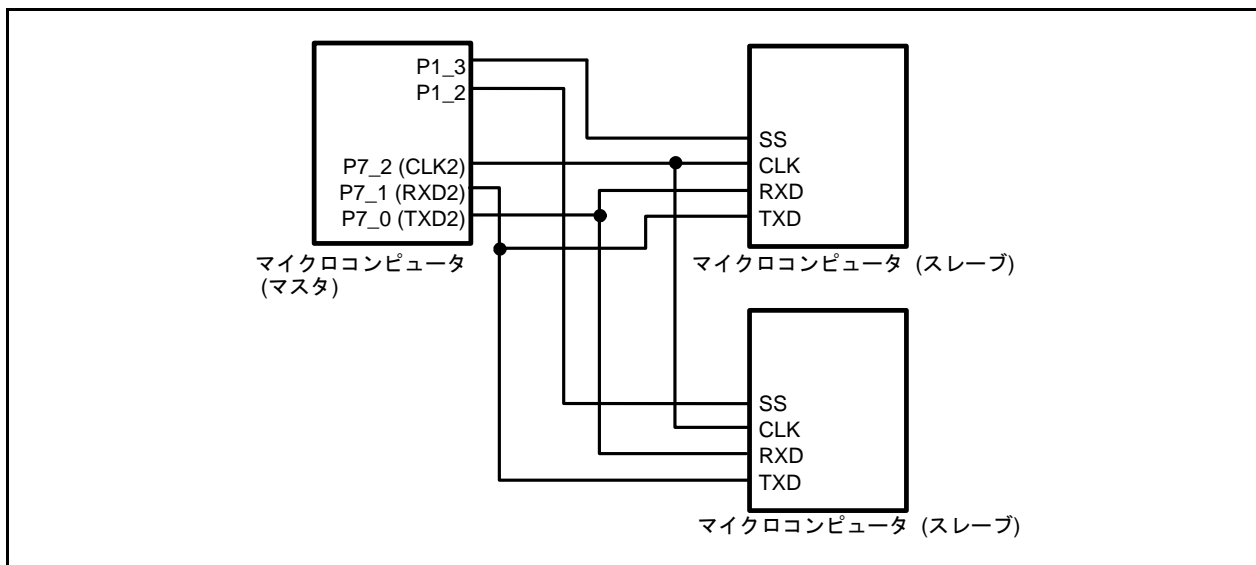 P1_3
P1_2
P7_2 (CLK2)
P7_1 (RXD2)
P7_0 (TXD2)
マイクロコンピュータ
(マスタ)
SS
CLK
RXD
TXD
マイクロコンピュータ (スレーブ)
SS
CLK
RXD
TXD
マイクロコンピュータ (スレーブ)